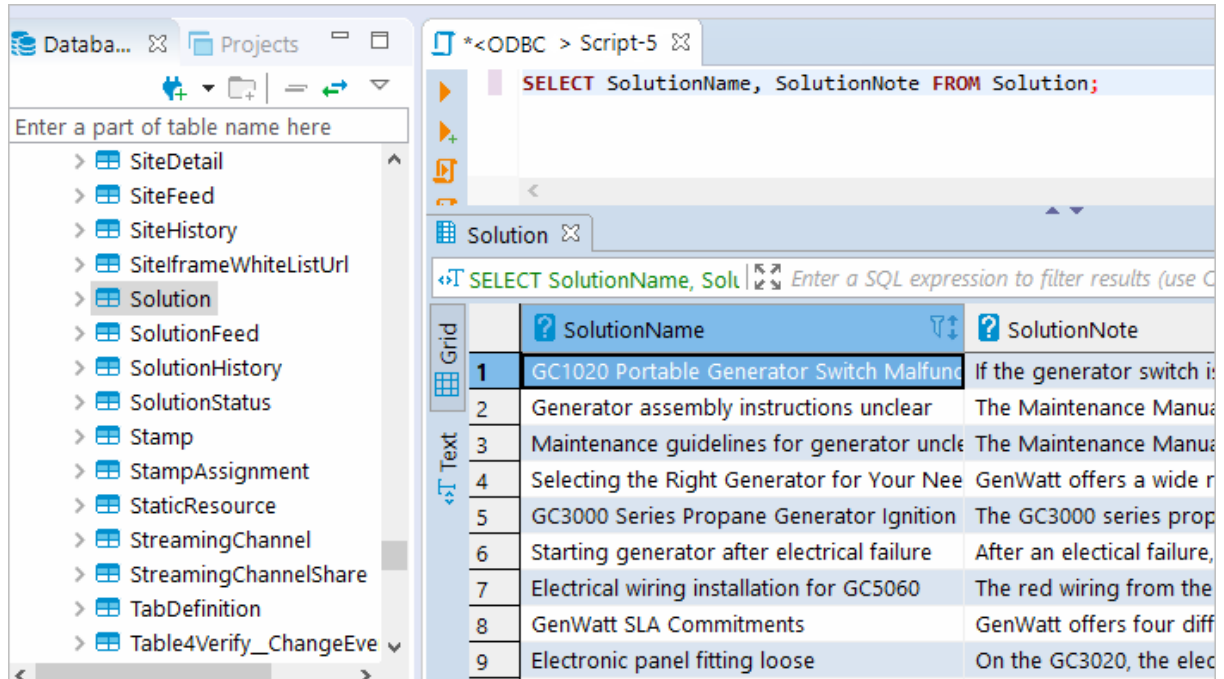 Databa...
Projects
Enter a part of table name here
SiteDetail
SiteFeed
SiteHistory
SiteIframeWhiteListUrl
Solution
SolutionFeed
SolutionHistory
SolutionStatus
Stamp
StampAssignment
StaticResource
StreamingChannel
StreamingChannelShare
TabDefinition
Table4Verify__ChangeEve
*<ODBC > Script-5
SELECT SolutionName, SolutionNote FROM Solution;
Solution
SELECT SolutionName, Solu Enter a SQL expression to filter results (use C
Grid
Text
SolutionName SolutionNote
1 GC1020 Portable Generator Switch Malfunc If the generator switch is
2 Generator assembly instructions unclear The Maintenance Manua
3 Maintenance guidelines for generator uncle The Maintenance Manua
4 Selecting the Right Generator for Your Nee GenWatt offers a wide r
5 GC3000 Series Propane Generator Ignition The GC3000 series prop
6 Starting generator after electrical failure After an electical failure,
7 Electrical wiring installation for GC5060 The red wiring from the
8 GenWatt SLA Commitments GenWatt offers four diff
9 Electronic panel fitting loose On the GC3020, the elec